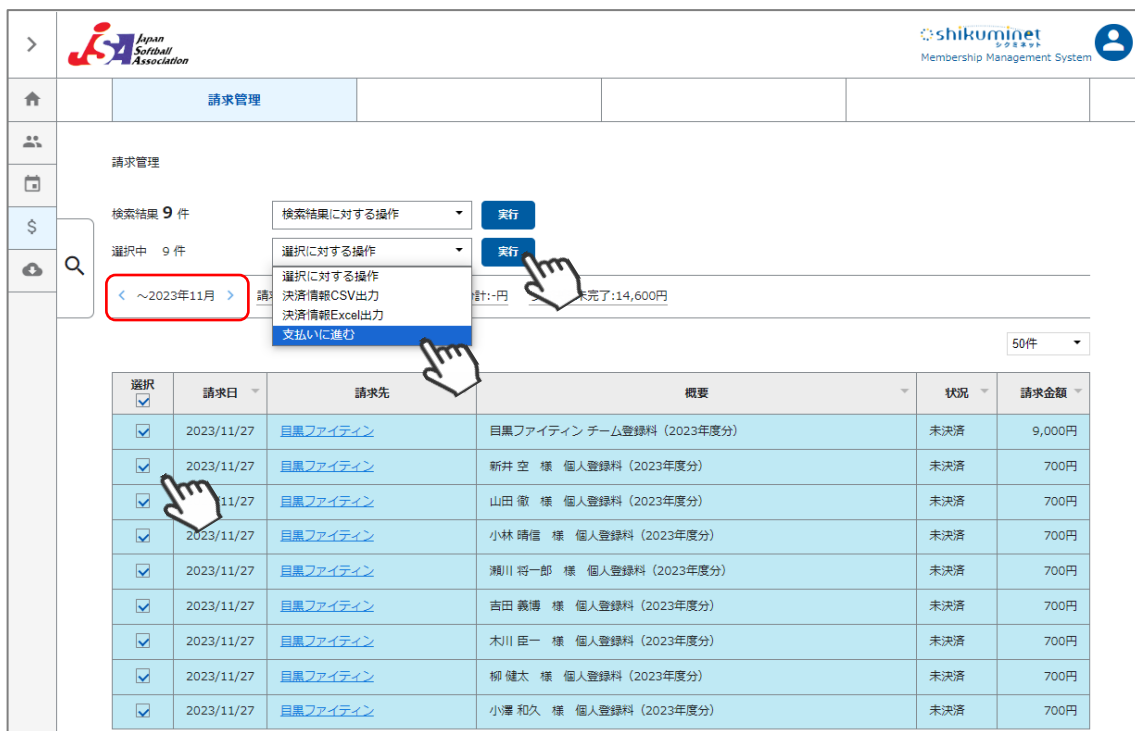 Japan
Softball
Association
shikuminet
シクミネット
Membership Management System
請求管理
請求管理
検索結果 9 件 検索結果に対する操作 実行
選択中 9 件 選択に対する操作 実行
選択に対する操作
決済情報CSV出力
決済情報Excel出力
支払いに進む
～2023年11月 請 計:-円 未完了:14,600円
50件
選択 請求日 請求先 概要 状況 請求金額
2023/11/27 目黒ファイティン 目黒ファイティン チーム登録料（2023年度分） 未決済 9,000円
2023/11/27 目黒ファイティン 新井 空 様 個人登録料（2023年度分） 未決済 700円
11/27 目黒ファイティン 山田 徹 様 個人登録料（2023年度分） 未決済 700円
2023/11/27 目黒ファイティン 小林 晴信 様 個人登録料（2023年度分） 未決済 700円
2023/11/27 目黒ファイティン 瀬川 将一郎 様 個人登録料（2023年度分） 未決済 700円
2023/11/27 目黒ファイティン 吉田 義博 様 個人登録料（2023年度分） 未決済 700円
2023/11/27 目黒ファイティン 木川 臣一 様 個人登録料（2023年度分） 未決済 700円
2023/11/27 目黒ファイティン 柳 健太 様 個人登録料（2023年度分） 未決済 700円
2023/11/27 目黒ファイティン 小澤 和久 様 個人登録料（2023年度分） 未決済 700円